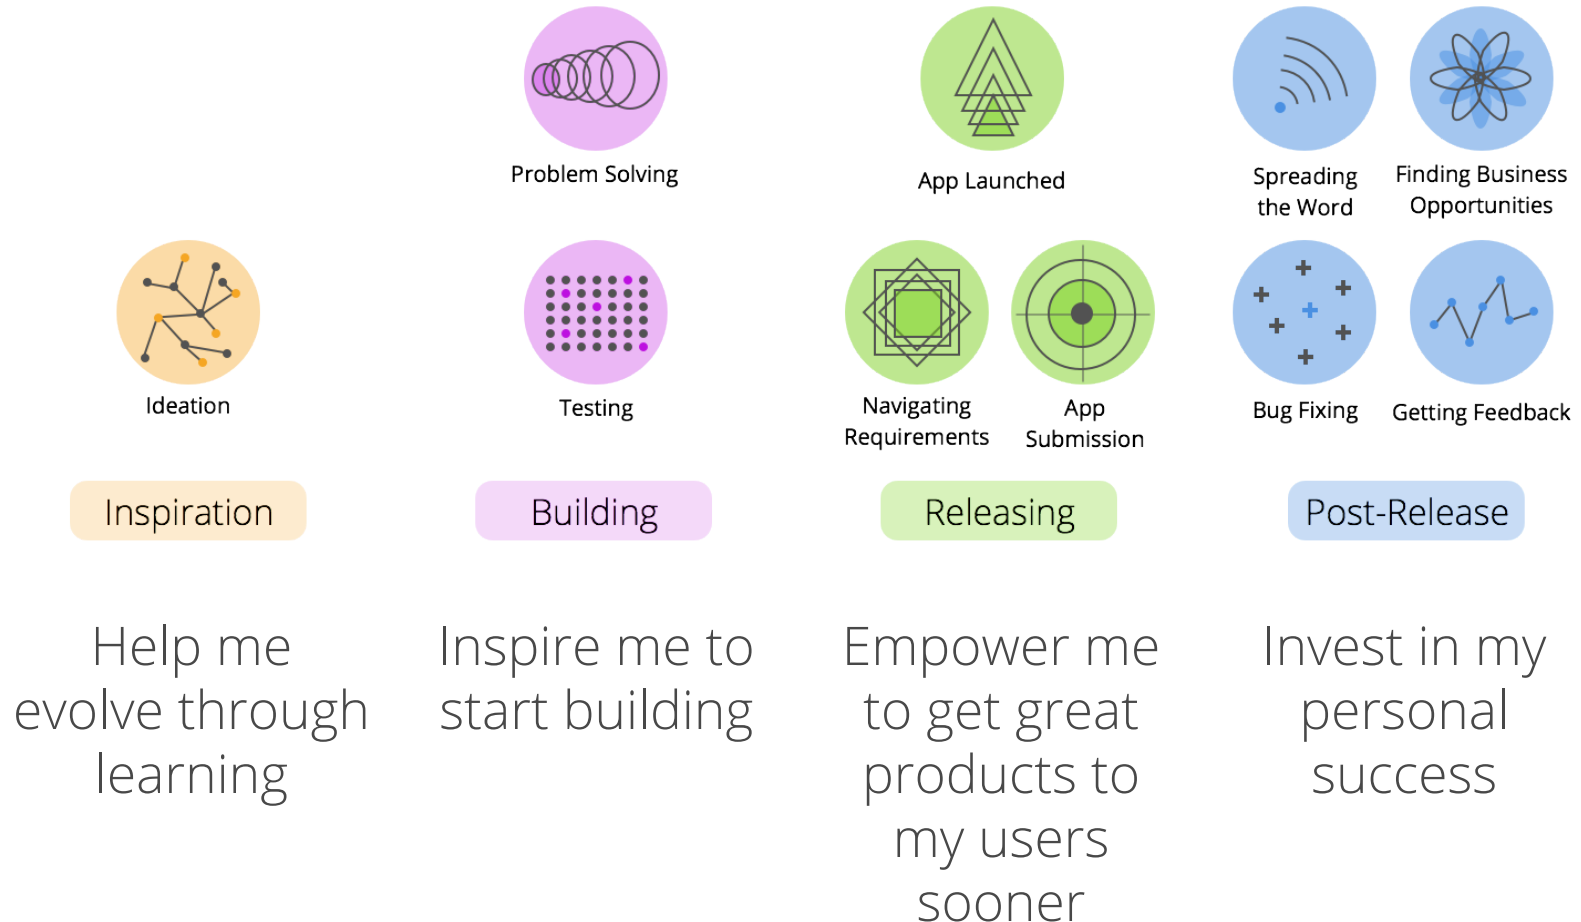 Problem Solving
App Launched
Spreading
the Word
Finding Business
Opportunities
Ideation
Testing
Navigating
Requirements
App
Submission
Bug Fixing
Getting Feedback
Inspiration
Building
Releasing
Post-Release
Help me
evolve through
learning
Inspire me to
start building
Empower me
to get great
products to
my users
sooner
Invest in my
personal
success